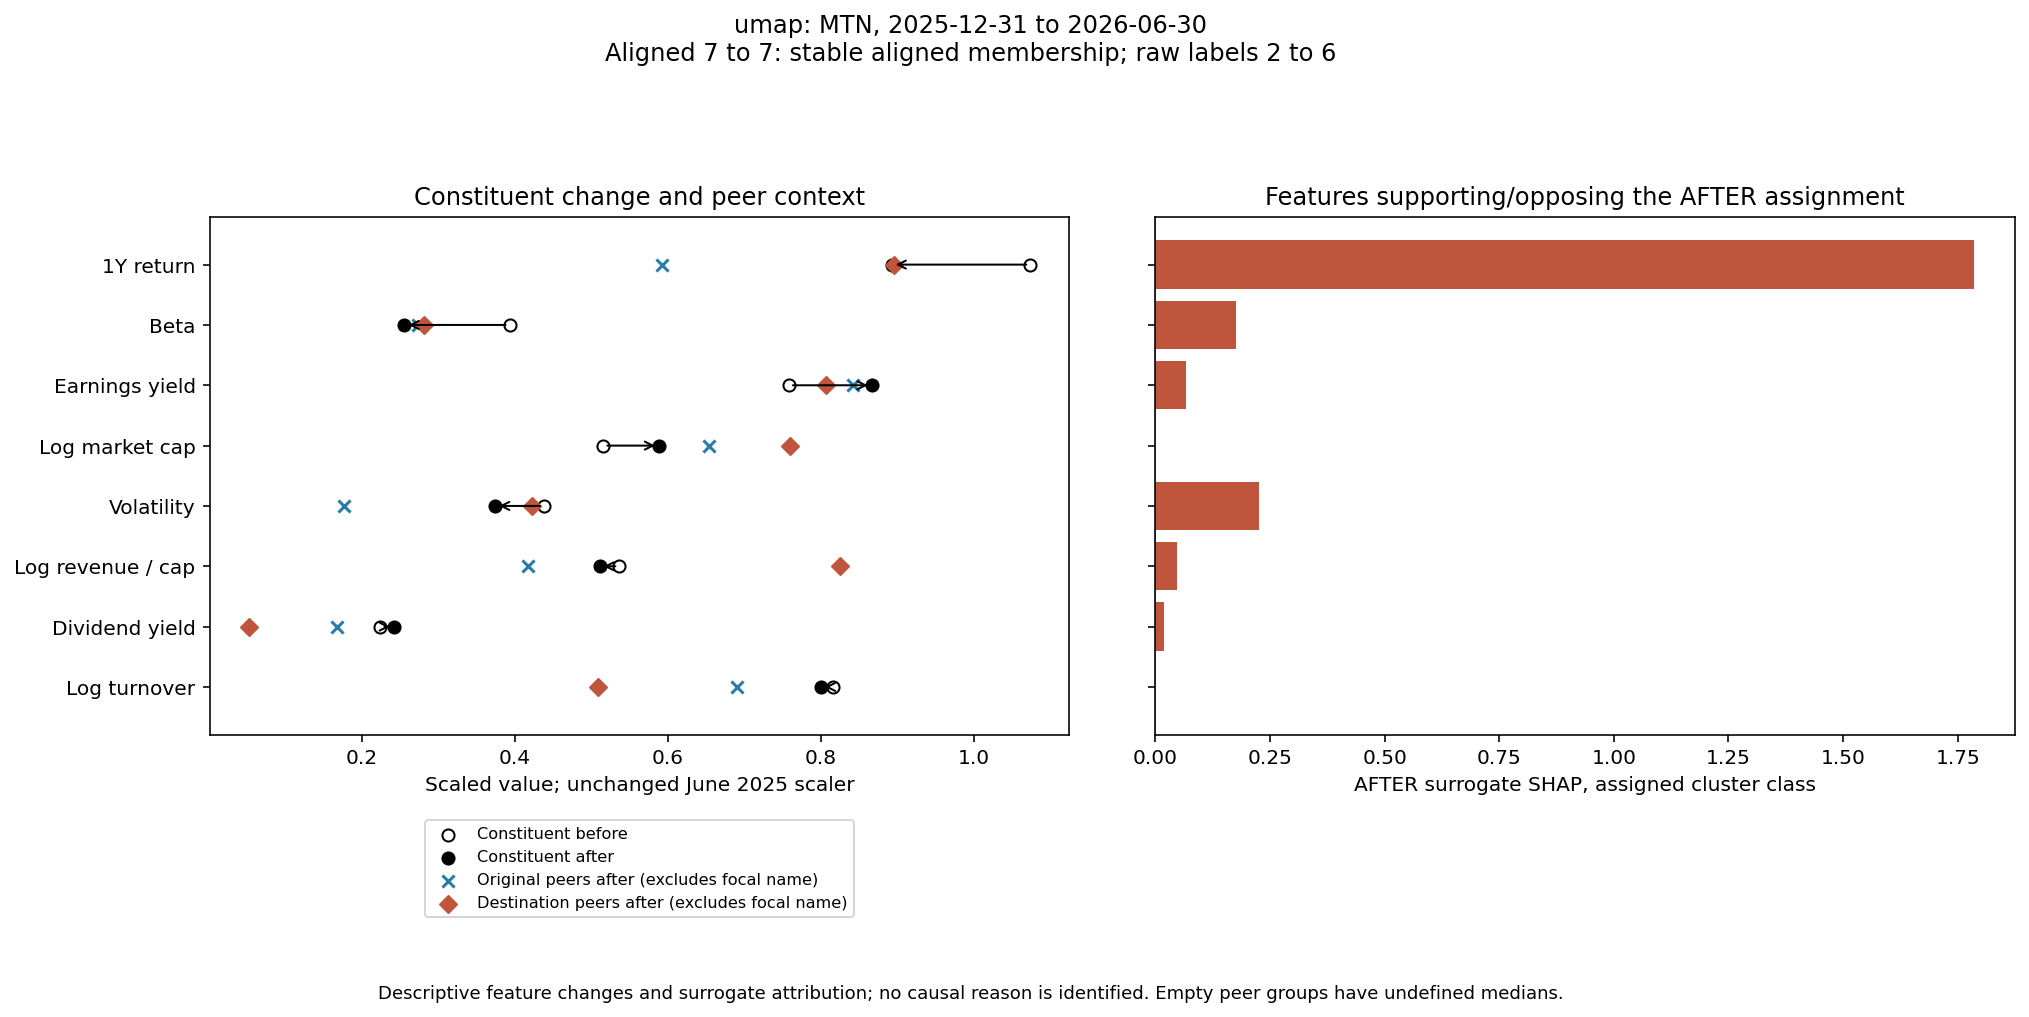 umap: MTN, 2025-12-31 to 2026-06-30
Aligned 7 to 7: stable aligned membership; raw labels 2 to 6
Constituent change and peer context
1Y return
Beta
Earnings yield
Log market cap
Volatility
Log revenue / cap
Dividend yield
Log turnover
0.2 0.4 0.6 0.8 1.0
Scaled value; unchanged June 2025 scaler
Constituent before
Constituent after
Original peers after (excludes focal name)
Destination peers after (excludes focal name)
Features supporting/opposing the AFTER assignment
0.00 0.25 0.50 0.75 1.00 1.25 1.50 1.75
AFTER surrogate SHAP, assigned cluster class
Descriptive feature changes and surrogate attribution; no causal reason is identified. Empty peer groups have undefined medians.